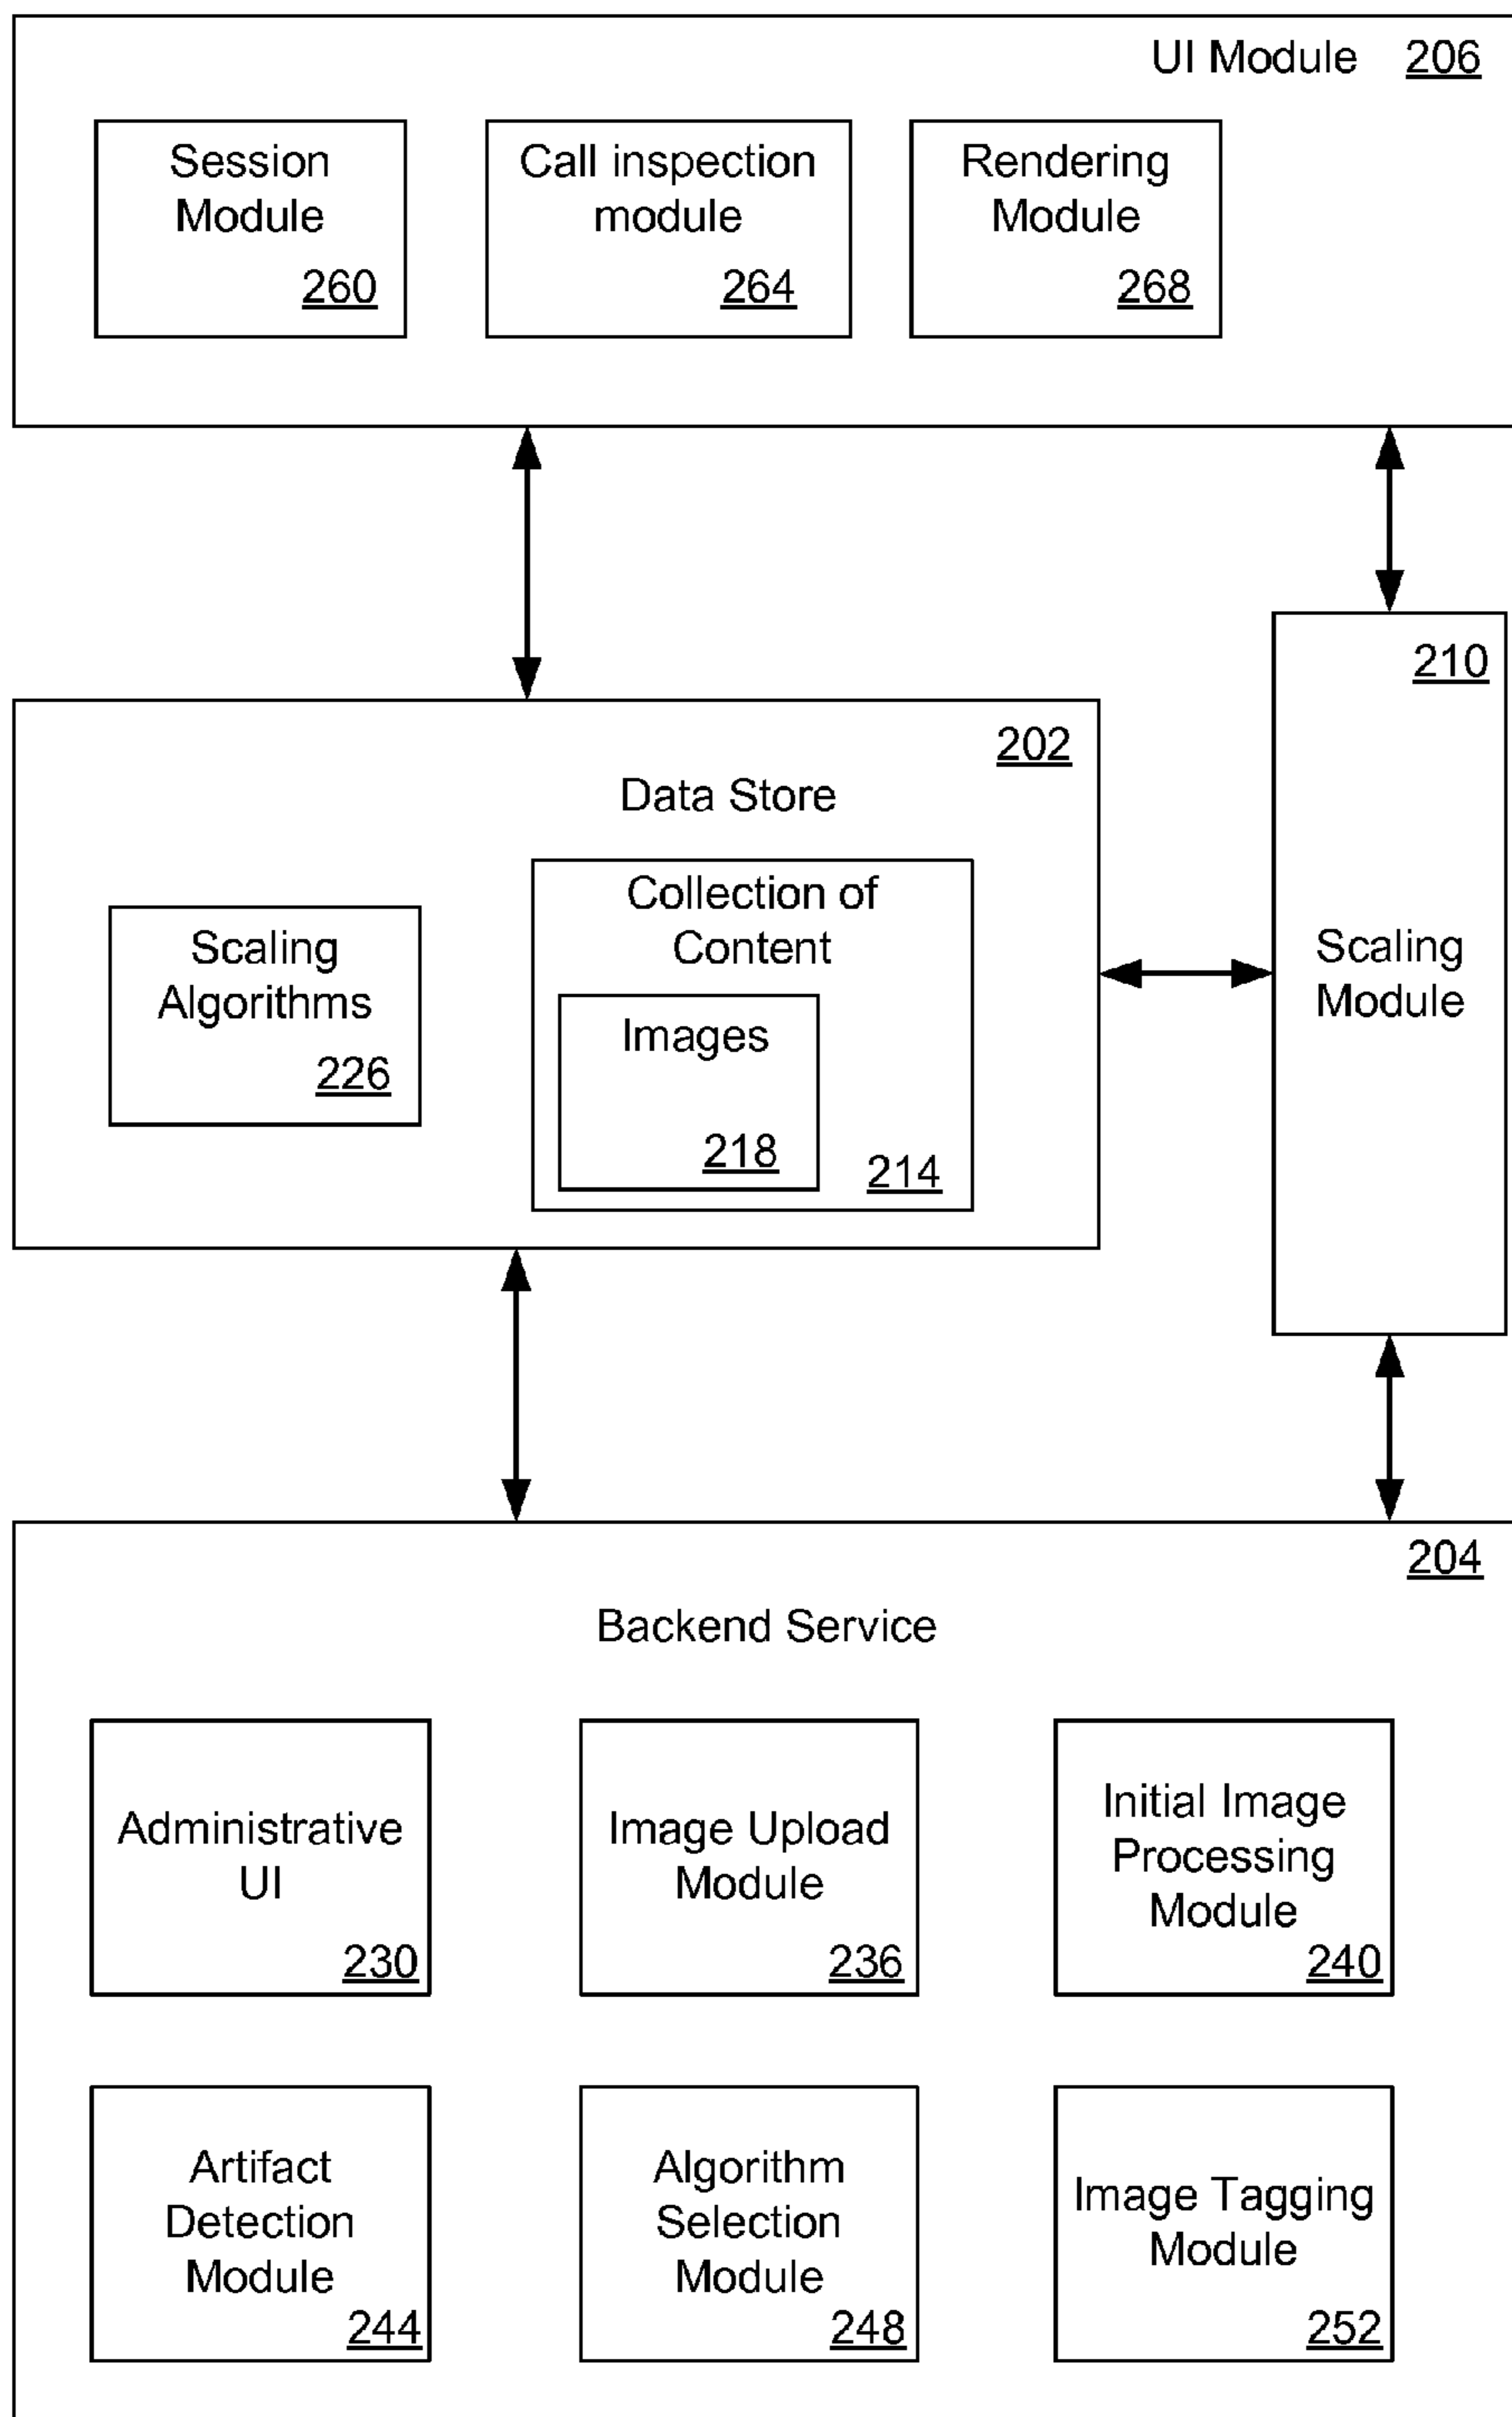 UI Module 206
Session
Module
260
Call inspection
module
264
Rendering
Module
268
210
Scaling
Module
202
Data Store
Scaling
Algorithms
226
Collection of
Content
Images
218
214
204
Backend Service
Administrative
UI
230
Image Upload
Module
236
Initial Image
Processing
Module
240
Artifact
Detection
Module
244
Algorithm
Selection
Module
248
Image Tagging
Module
252